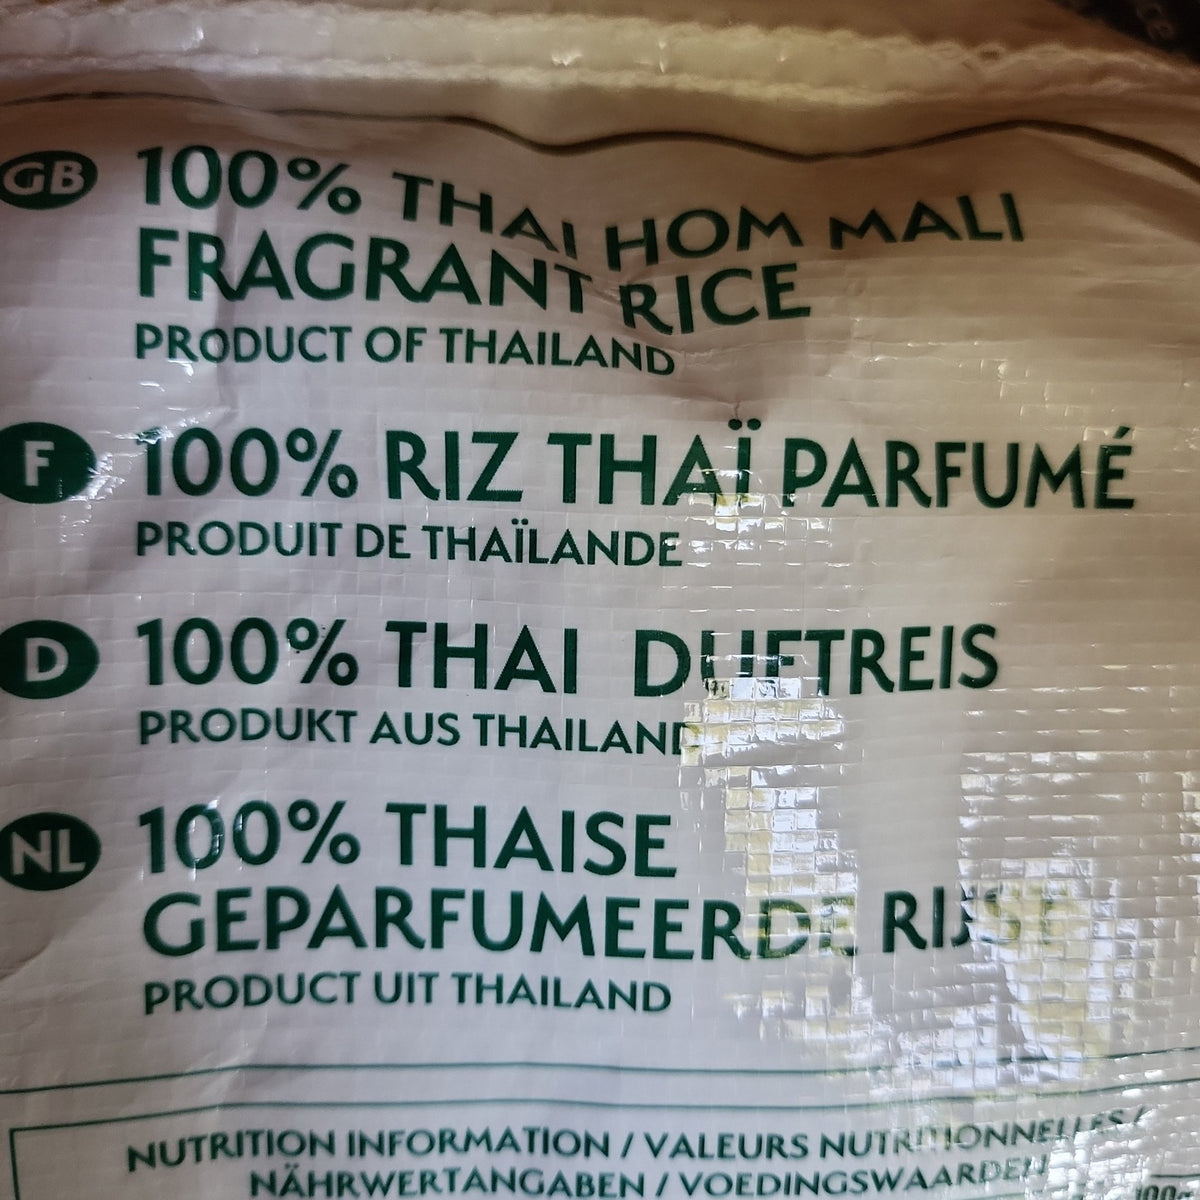 GB 100% THAI HOM MALI
FRAGRANT RICE
PRODUCT OF THAILAND
F 100% RIZ THAÏ PARFUMÉ
PRODUIT DE THAÏLANDE
D 100% THAI DUFTREIS
PRODUKT AUS THAILAND
NL 100% THAISE
GEPARFUMEERDE RIJST
PRODUCT UIT THAILAND
NUTRITION INFORMATION / VALEURS NUTRITIONNELLES /
NÄHRWERTANGABEN / VOEDINGSWAARDEN